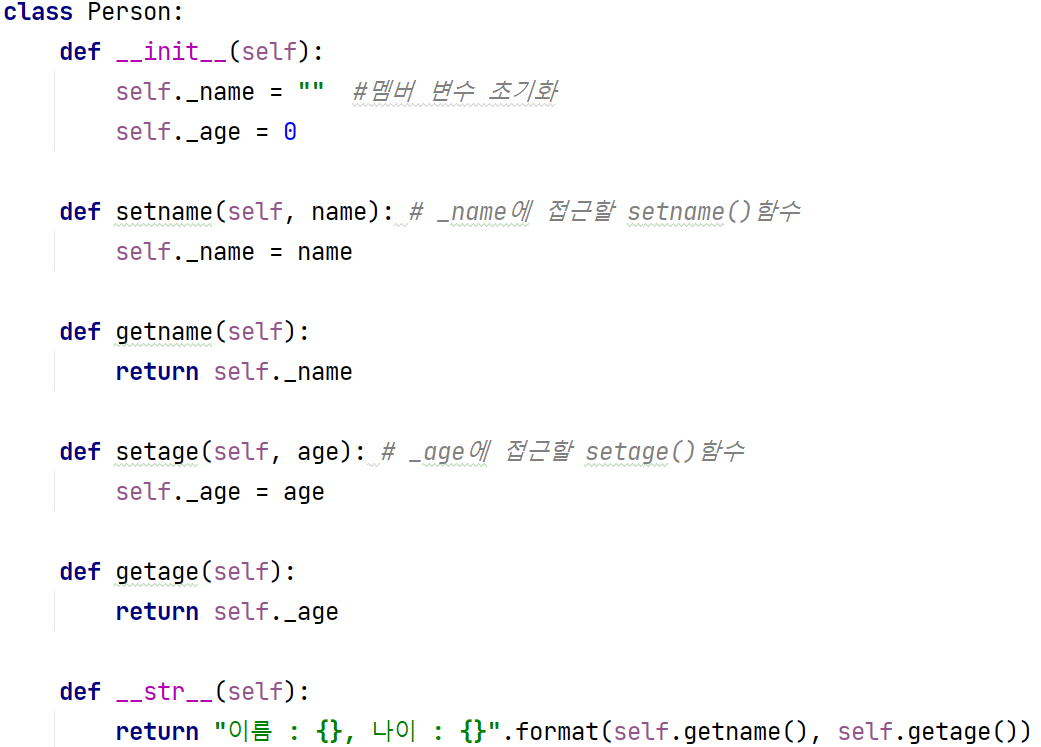 class Person:
    def __init__(self):
        self._name = ""  #멤버 변수 초기화
        self._age = 0
    def setname(self, name): # _name에 접근할 setname()함수
        self._name = name
    def getname(self):
        return self._name
    def setage(self, age): # _age에 접근할 setage()함수
        self._age = age
    def getage(self):
        return self._age
    def __str__(self):
        return "이름 : {}, 나이 : {}".format(self.getname(), self.getage())